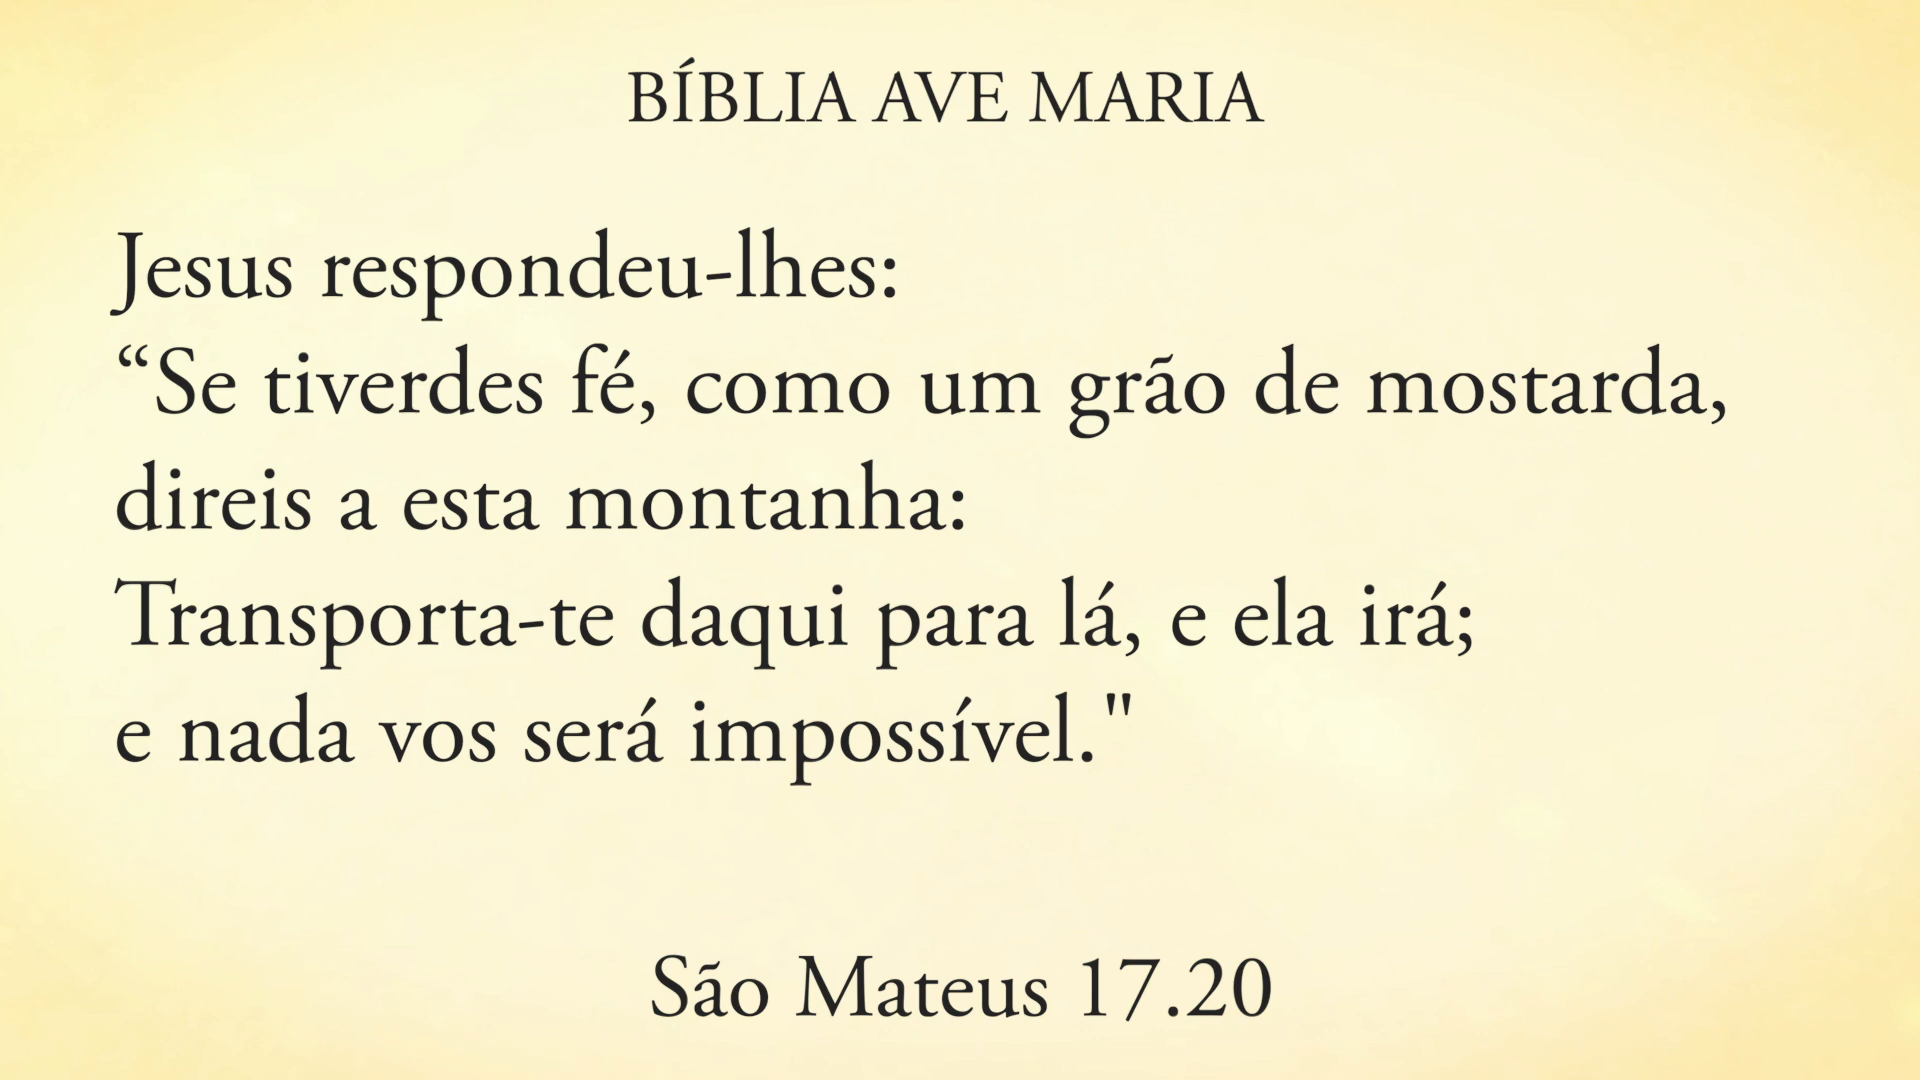 BÍBLIA AVE MARIA
Jesus respondeu-lhes:
“Se tiverdes fé, como um grão de mostarda,
direis a esta montanha:
Transporta-te daqui para lá, e ela irá;
e nada vos será impossível."
São Mateus 17.20